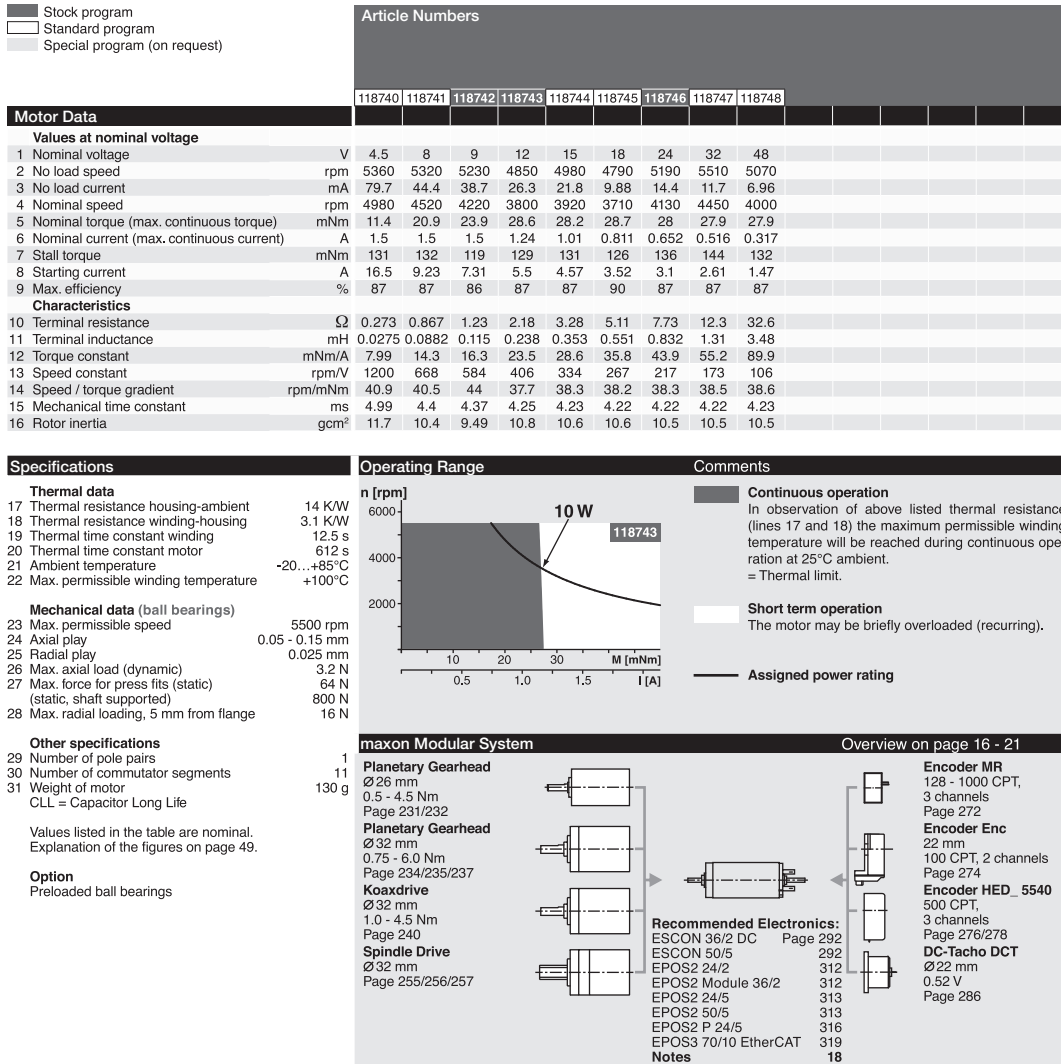 Stock program
Standard program
Special program (on request)
Article Numbers
118740 118741 118742 118743 118744 118745 118746 118747 118748
Motor Data
Values at nominal voltage
1 Nominal voltage V 4.5 8 9 12 15 18 24 32 48
2 No load speed rpm 5360 5320 5230 4850 4980 4790 5190 5510 5070
3 No load current mA 79.7 44.4 38.7 26.3 21.8 9.88 14.4 11.7 6.96
4 Nominal speed rpm 4980 4520 4220 3800 3920 3710 4130 4450 4000
5 Nominal torque (max. continuous torque) mNm 11.4 20.9 23.9 28.6 28.2 28.7 28 27.9 27.9
6 Nominal current (max. continuous current) A 1.5 1.5 1.5 1.24 1.01 0.811 0.652 0.516 0.317
7 Stall torque mNm 131 132 119 129 131 126 136 144 132
8 Starting current A 16.5 9.23 7.31 5.5 4.57 3.52 3.1 2.61 1.47
9 Max. efficiency % 87 87 86 87 87 90 87 87 87
Characteristics
10 Terminal resistance Ω 0.273 0.867 1.23 2.18 3.28 5.11 7.73 12.3 32.6
11 Terminal inductance mH 0.0275 0.0882 0.115 0.238 0.353 0.551 0.832 1.31 3.48
12 Torque constant mNm/A 7.99 14.3 16.3 23.5 28.6 35.8 43.9 55.2 89.9
13 Speed constant rpm/V 1200 668 584 406 334 267 217 173 106
14 Speed / torque gradient rpm/mNm 40.9 40.5 44 37.7 38.3 38.2 38.3 38.5 38.6
15 Mechanical time constant ms 4.99 4.4 4.37 4.25 4.23 4.22 4.22 4.22 4.23
16 Rotor inertia gcm² 11.7 10.4 9.49 10.8 10.6 10.6 10.5 10.5 10.5
Specifications
Thermal data
17 Thermal resistance housing-ambient 14 K/W
18 Thermal resistance winding-housing 3.1 K/W
19 Thermal time constant winding 12.5 s
20 Thermal time constant motor 612 s
21 Ambient temperature -20...+85°C
22 Max. permissible winding temperature +100°C
Mechanical data (ball bearings)
23 Max. permissible speed 5500 rpm
24 Axial play 0.05 - 0.15 mm
25 Radial play 0.025 mm
26 Max. axial load (dynamic) 3.2 N
27 Max. force for press fits (static) 64 N
(static, shaft supported) 800 N
28 Max. radial loading, 5 mm from flange 16 N
Other specifications
29 Number of pole pairs 1
30 Number of commutator segments 11
31 Weight of motor 130 g
CLL = Capacitor Long Life
Values listed in the table are nominal.
Explanation of the figures on page 49.
Option
Preloaded ball bearings
Operating Range
n [rpm]
6000
4000
2000
10 W
118743
10 20 30 M [mNm]
0.5 1.0 1.5 I [A]
Comments
Continuous operation
In observation of above listed thermal resistance
(lines 17 and 18) the maximum permissible winding
temperature will be reached during continuous ope
ration at 25°C ambient.
= Thermal limit.
Short term operation
The motor may be briefly overloaded (recurring).
Assigned power rating
maxon Modular System
Overview on page 16 - 21
Planetary Gearhead
Ø26 mm
0.5 - 4.5 Nm
Page 231/232
Planetary Gearhead
Ø32 mm
0.75 - 6.0 Nm
Page 234/235/237
Koaxdrive
Ø32 mm
1.0 - 4.5 Nm
Page 240
Spindle Drive
Ø32 mm
Page 255/256/257
Recommended Electronics:
ESCON 36/2 DC Page 292
ESCON 50/5 292
EPOS2 24/2 312
EPOS2 Module 36/2 312
EPOS2 24/5 313
EPOS2 50/5 313
EPOS2 P 24/5 316
EPOS3 70/10 EtherCAT 319
Notes 18
Encoder MR
128 - 1000 CPT,
3 channels
Page 272
Encoder Enc
22 mm
100 CPT, 2 channels
Page 274
Encoder HED_ 5540
500 CPT,
3 channels
Page 276/278
DC-Tacho DCT
Ø22 mm
0.52 V
Page 286